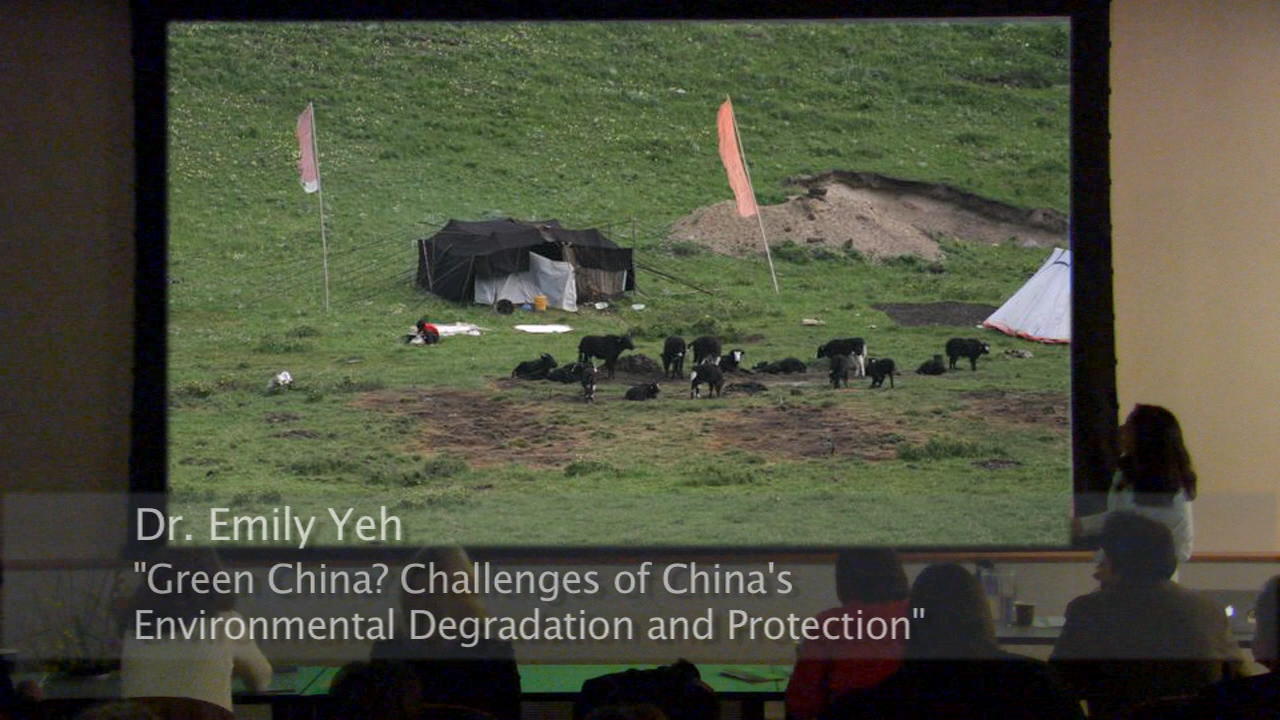 Dr. Emily Yeh
"Green China? Challenges of China's
Environmental Degradation and Protection"